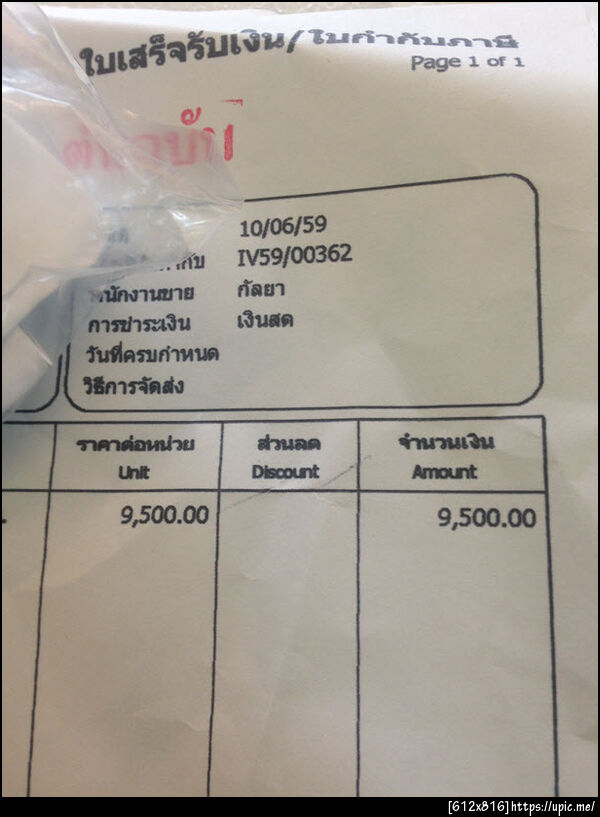 ใบเสร็จรับเงิน/ใบกำกับภาษี
Page 1 of 1
10/06/59
IV59/00362
พนักงานขาย กัลยา
การชำระเงิน เงินสด
วันที่ครบกำหนด
วิธีการจัดส่ง
ราคาต่อหน่วย ส่วนลด จำนวนเงิน
Unit Discount Amount
9,500.00 9,500.00
[612x816]https://upic.me/